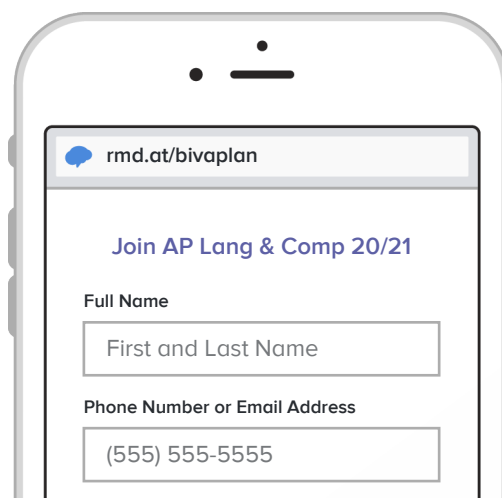 rmd.at/bivaplan
Join AP Lang & Comp 20/21
Full Name
First and Last Name
Phone Number or Email Address
(555) 555-5555